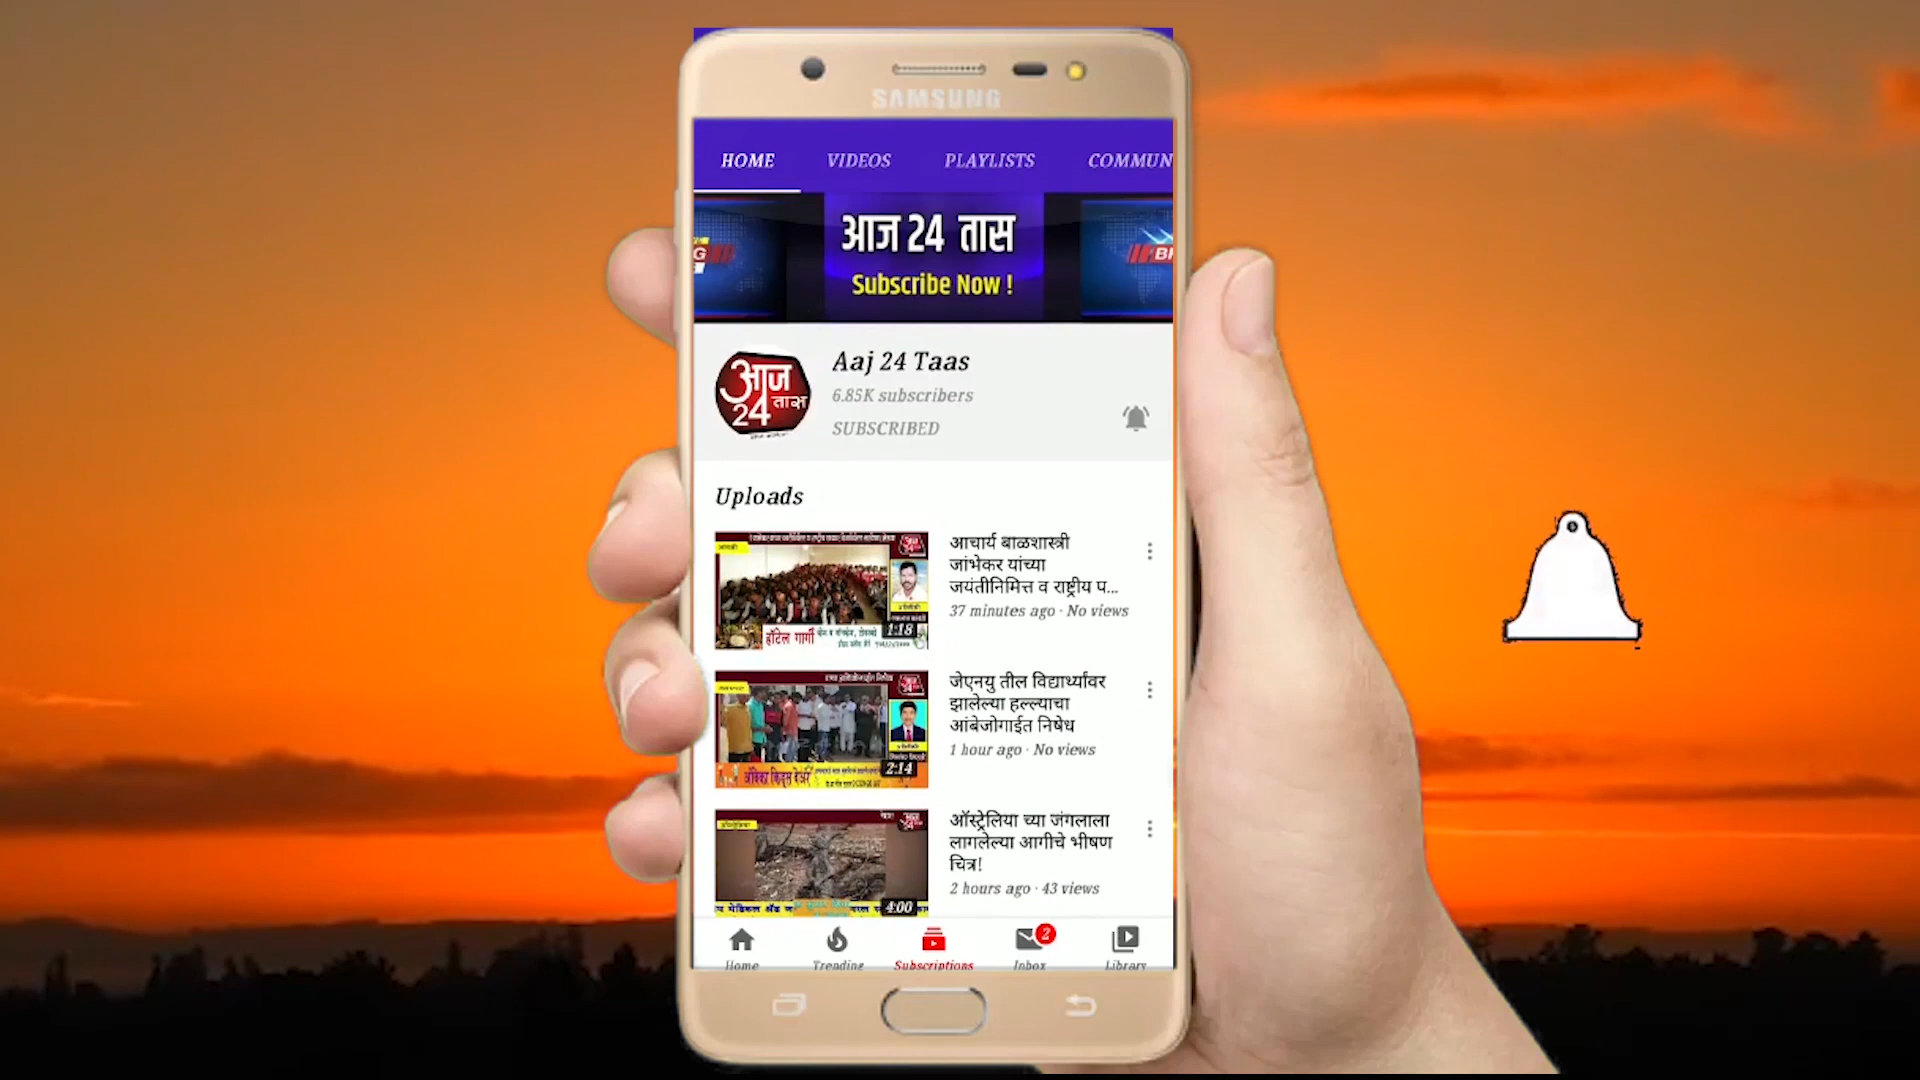 SAMSUNG
HOME VIDEOS PLAYLISTS COMMUN
आज 24 तास
Subscribe Now !
आज
24 तास
Aaj 24 Taas
6.85K subscribers
SUBSCRIBED
Uploads
आचार्य बाळशास्त्री
जांभेकर यांच्या
जयंतीनिमित्त व राष्ट्रीय प...
37 minutes ago · No views
हॉटेल गार्गी
1:18
जेएनयु तील विद्यार्थ्यांवर
झालेल्या हल्ल्याचा
आंबेजोगाईत निषेध
1 hour ago · No views
अंबिका किड्स वेअर
2:14
ऑस्ट्रेलिया च्या जंगलाला
लागलेल्या आगीचे भीषण
चित्र!
2 hours ago · 43 views
4:00
2
Home Trending Subscriptions Inbox Library